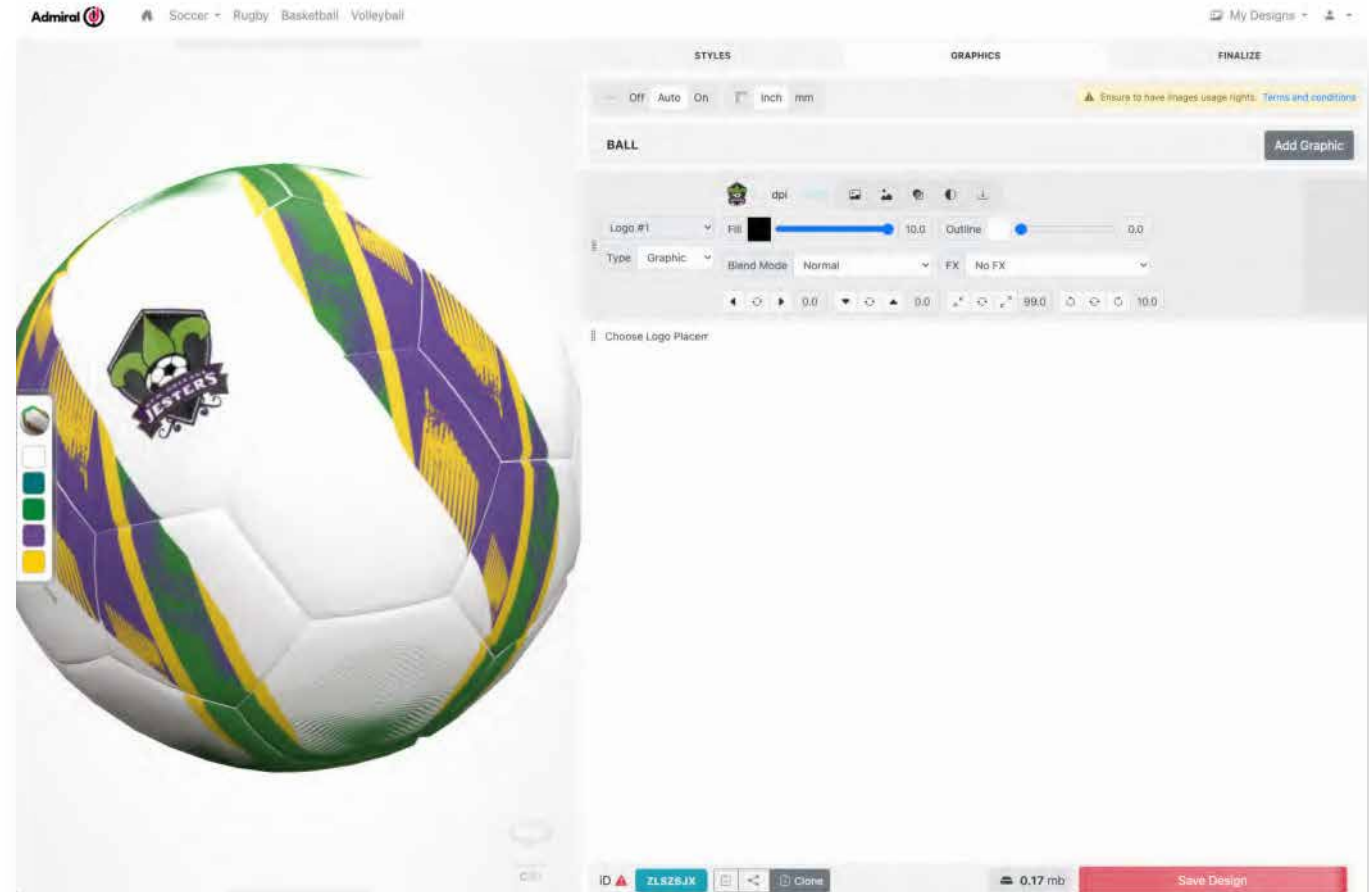 Admiral Soccer Rugby Basketball Volleyball My Designs
STYLES GRAPHICS FINALIZE
Off Auto On Inch mm Ensure to have images usage rights. Terms and conditions
BALL Add Graphic
dpi
Logo #1 Fill 10.0 Outline 0.0
Type Graphic Blend Mode Normal FX No FX
0.0 0.0 99.0 10.0
Choose Logo Placem
JESTERS
iD ZLSZ6JX Clone 0.17 mb Save Design